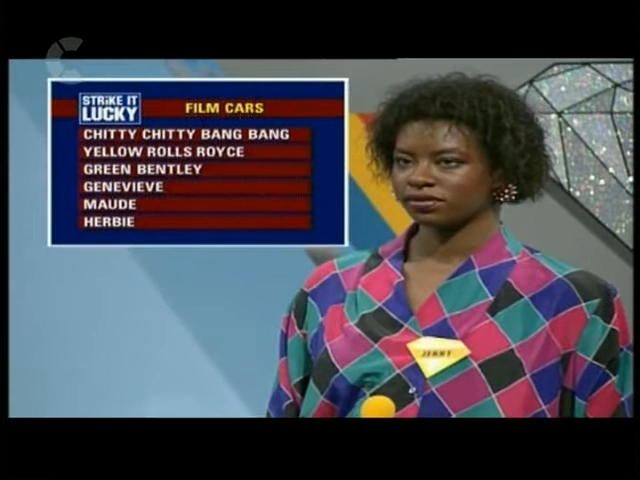 STRIKE IT
LUCKY
FILM CARS
CHITTY CHITTY BANG BANG
YELLOW ROLLS ROYCE
GREEN BENTLEY
GENEVIEVE
MAUDE
HERBIE
JENNY